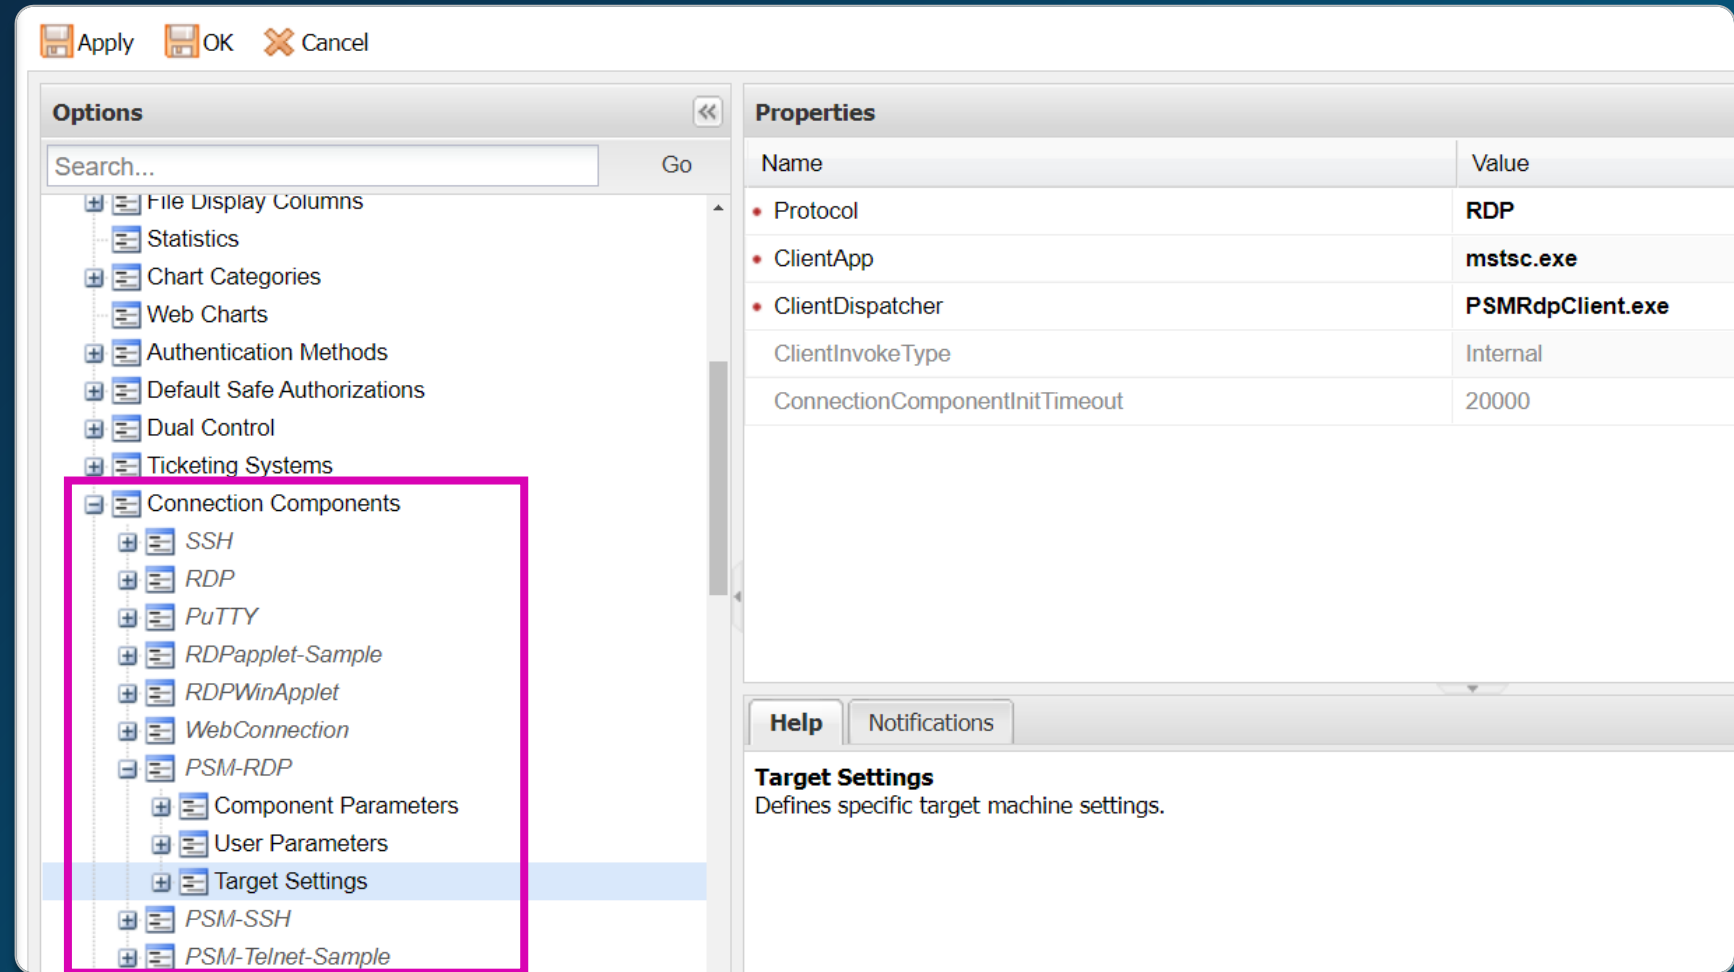 Apply OK Cancel
Options
Search... Go
File Display Columns
Statistics
Chart Categories
Web Charts
Authentication Methods
Default Safe Authorizations
Dual Control
Ticketing Systems
Connection Components
SSH
RDP
PuTTY
RDPapplet-Sample
RDPWinApplet
WebConnection
PSM-RDP
Component Parameters
User Parameters
Target Settings
PSM-SSH
PSM-Telnet-Sample
Properties
Name Value
Protocol RDP
ClientApp mstsc.exe
ClientDispatcher PSMRdpClient.exe
ClientInvokeType Internal
ConnectionComponentInitTimeout 20000
Help Notifications
Target Settings
Defines specific target machine settings.